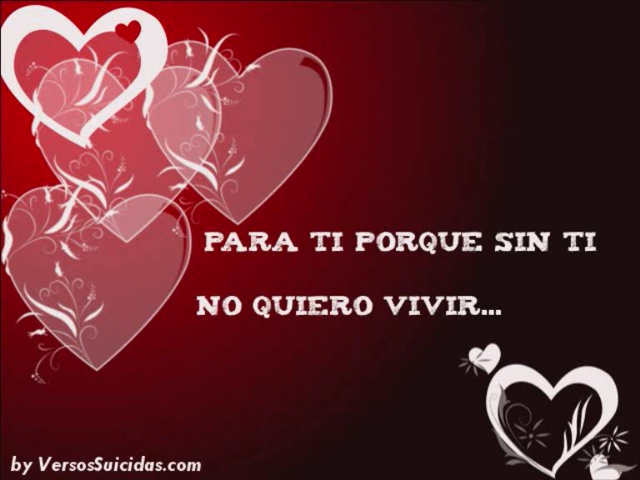 PARA TI PORQUE SIN TI
NO QUIERO VIVIR...
by VersosSuicidas.com